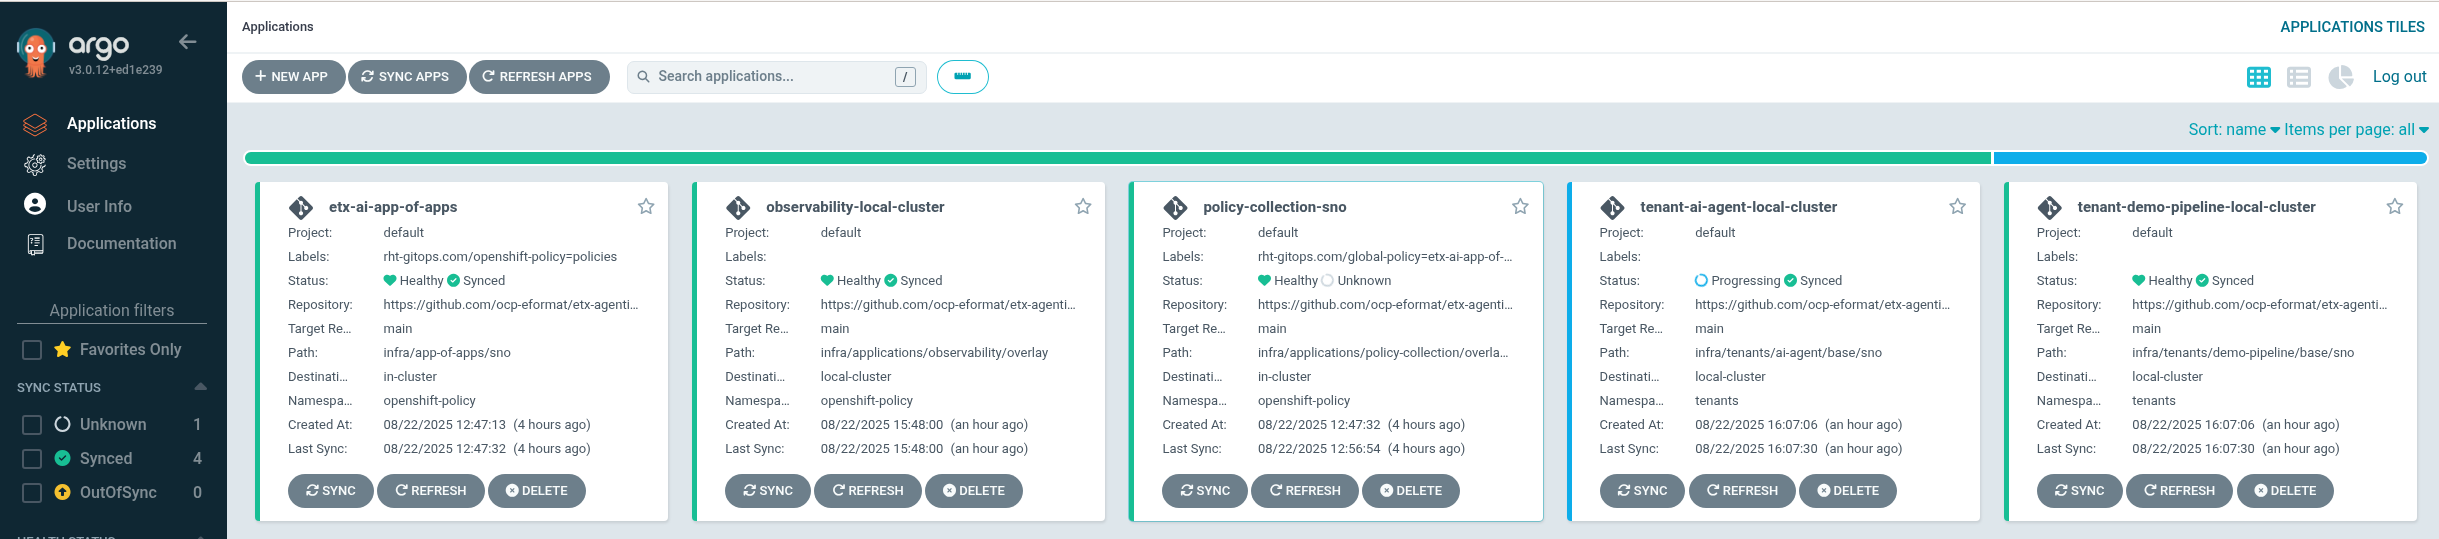 argo
v3.0.12+ed1e239
Applications
Settings
User Info
Documentation
Application filters
Favorites Only
SYNC STATUS
Unknown 1
Synced 4
OutOfSync 0
HEALTH STATUS
Applications
APPLICATIONS TILES
+ NEW APP
SYNC APPS
REFRESH APPS
Search applications...
/
Log out
Sort: name
Items per page: all
etx-ai-app-of-apps
Project: default
Labels: rht-gitops.com/openshift-policy=policies
Status: Healthy Synced
Repository: https://github.com/ocp-eformat/etx-agenti...
Target Re... main
Path: infra/app-of-apps/sno
Destinati... in-cluster
Namespa... openshift-policy
Created At: 08/22/2025 12:47:13 (4 hours ago)
Last Sync: 08/22/2025 12:47:32 (4 hours ago)
SYNC REFRESH DELETE
observability-local-cluster
Project: default
Labels:
Status: Healthy Synced
Repository: https://github.com/ocp-eformat/etx-agenti...
Target Re... main
Path: infra/applications/observability/overlay
Destinati... local-cluster
Namespa... openshift-policy
Created At: 08/22/2025 15:48:00 (an hour ago)
Last Sync: 08/22/2025 15:48:00 (an hour ago)
SYNC REFRESH DELETE
policy-collection-sno
Project: default
Labels: rht-gitops.com/global-policy=etx-ai-app-of-...
Status: Healthy Unknown
Repository: https://github.com/ocp-eformat/etx-agenti...
Target Re... main
Path: infra/applications/policy-collection/overla...
Destinati... in-cluster
Namespa... openshift-policy
Created At: 08/22/2025 12:47:32 (4 hours ago)
Last Sync: 08/22/2025 12:56:54 (4 hours ago)
SYNC REFRESH DELETE
tenant-ai-agent-local-cluster
Project: default
Labels:
Status: Progressing Synced
Repository: https://github.com/ocp-eformat/etx-agenti...
Target Re... main
Path: infra/tenants/ai-agent/base/sno
Destinati... local-cluster
Namespa... tenants
Created At: 08/22/2025 16:07:06 (an hour ago)
Last Sync: 08/22/2025 16:07:30 (an hour ago)
SYNC REFRESH DELETE
tenant-demo-pipeline-local-cluster
Project: default
Labels:
Status: Healthy Synced
Repository: https://github.com/ocp-eformat/etx-agenti...
Target Re... main
Path: infra/tenants/demo-pipeline/base/sno
Destinati... local-cluster
Namespa... tenants
Created At: 08/22/2025 16:07:06 (an hour ago)
Last Sync: 08/22/2025 16:07:30 (an hour ago)
SYNC REFRESH DELETE